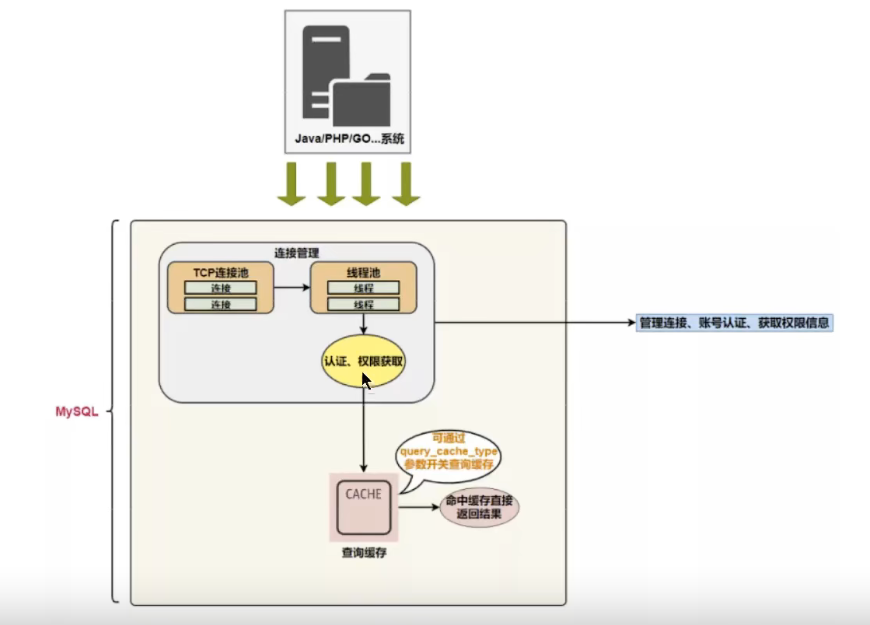 Java/PHP/GO...系统
连接管理
TCP连接池
连接
连接
线程池
线程
线程
认证、权限获取
管理连接、账号认证、获取权限信息
MySQL
可通过
query_cache_type
参数开关查询缓存
CACHE
命中缓存直接
返回结果
查询缓存